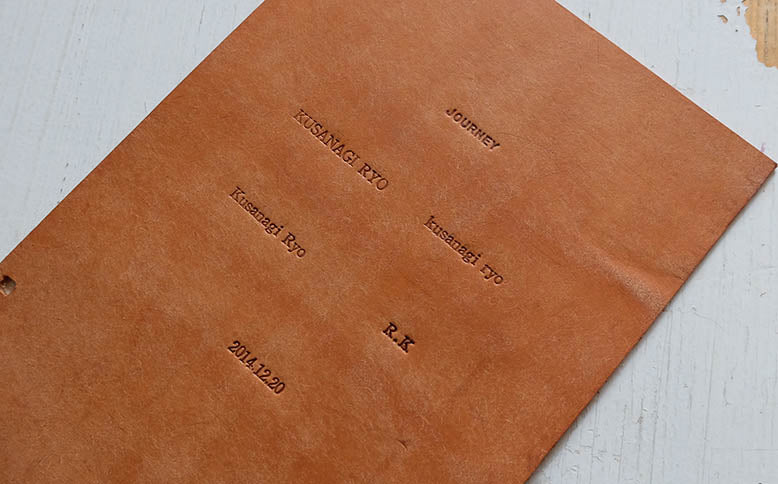 KUSANAGI RYO
JOURNEY
Kusanagi Ryo
kusanagi ryo
2014.12.20
R.K